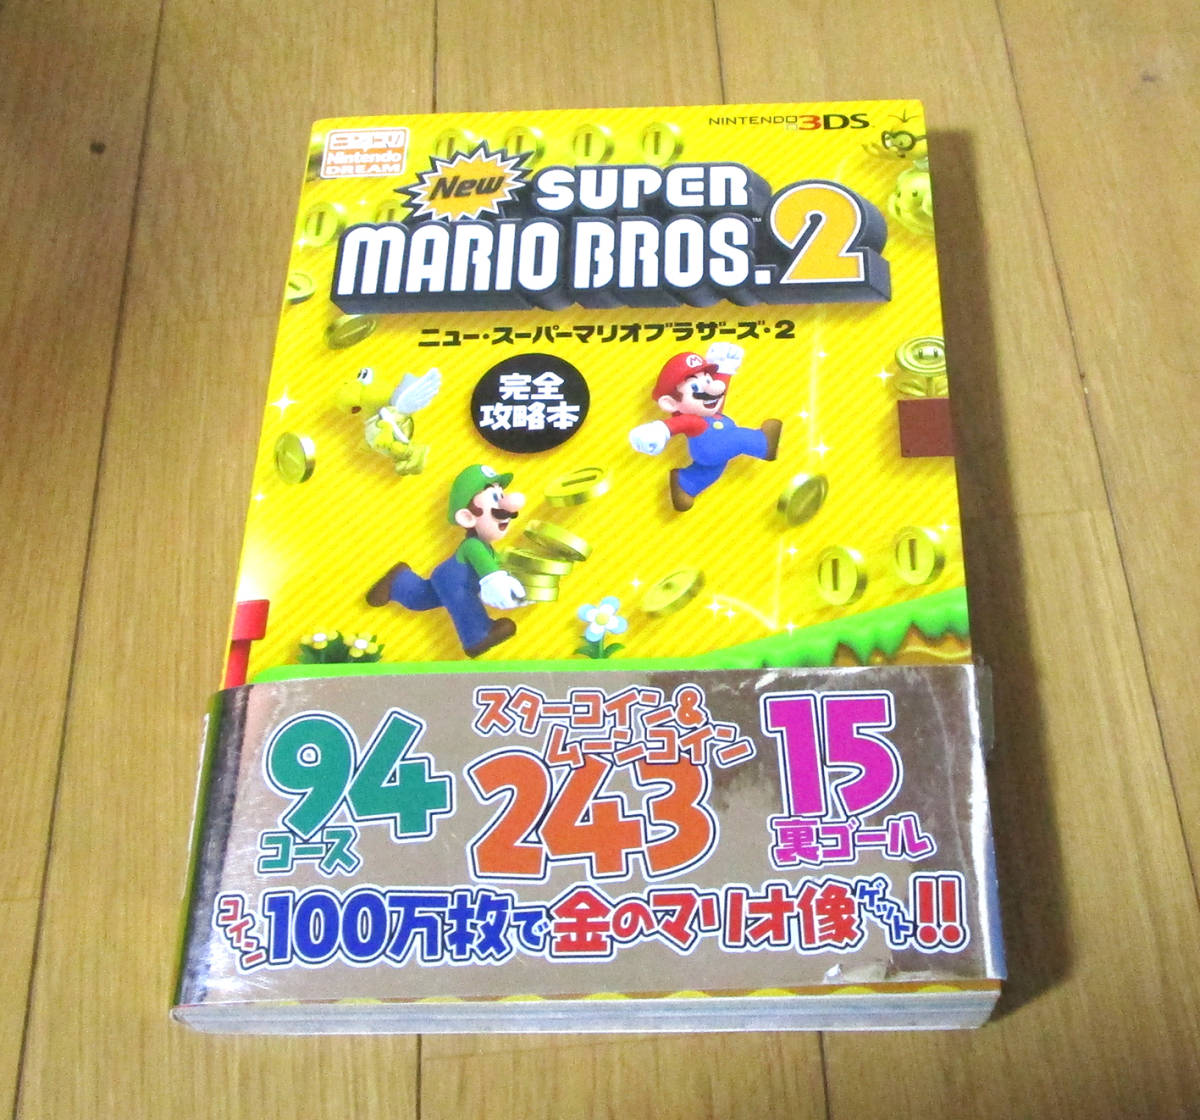 ニンドリ
Nintendo
DREAM
NINTENDO 3DS
New SUPER
MARIO BROS.™2
ニュー・スーパーマリオブラザーズ・2
完全
攻略本
M
94
コース
スターコイン&
ムーンコイン
243
15
裏ゴール
コイン100万枚で金のマリオ像ゲット!!